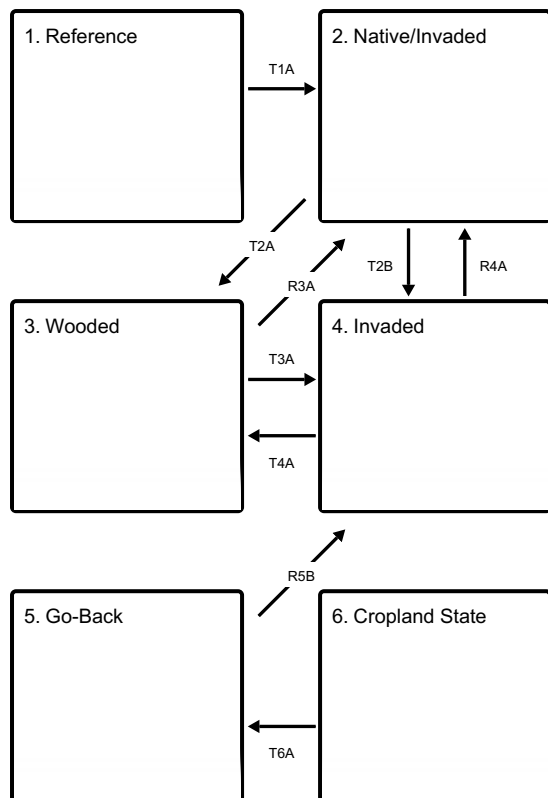 1. Reference
2. Native/Invaded
T1A
T2A
R3A
T2B
R4A
3. Wooded
4. Invaded
T3A
T4A
R5B
5. Go-Back
6. Cropland State
T6A